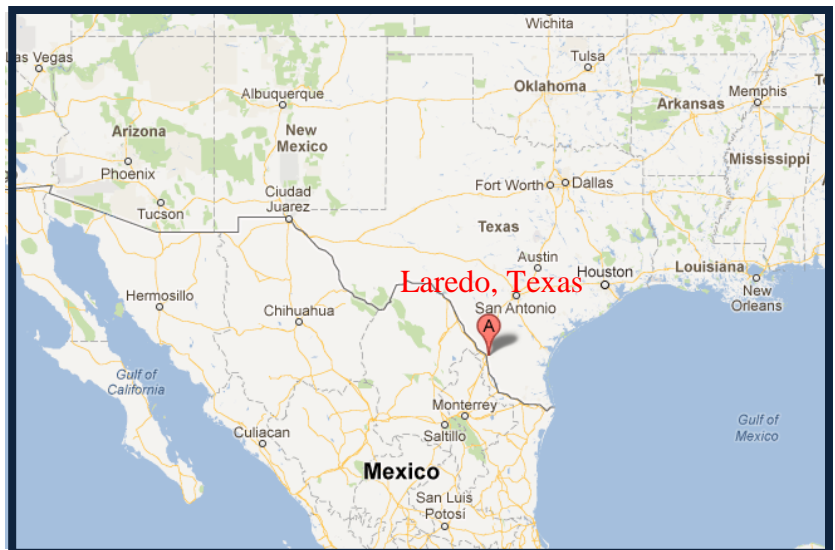 Wichita
Las Vegas
Tulsa
Albuquerque
Oklahoma
Memphis
Arkansas
Arizona
New
Mexico
Phoenix
Mississippi
Fort Worth
Dallas
Tucson
Ciudad
Juarez
Texas
Austin
Laredo, Texas
Houston
Louisiana
New
Orleans
Hermosillo
Chihuahua
San Antonio
A
Gulf of
California
Monterrey
Saltillo
Gulf of
Mexico
Culiacan
Mexico
San Luis
Potosí